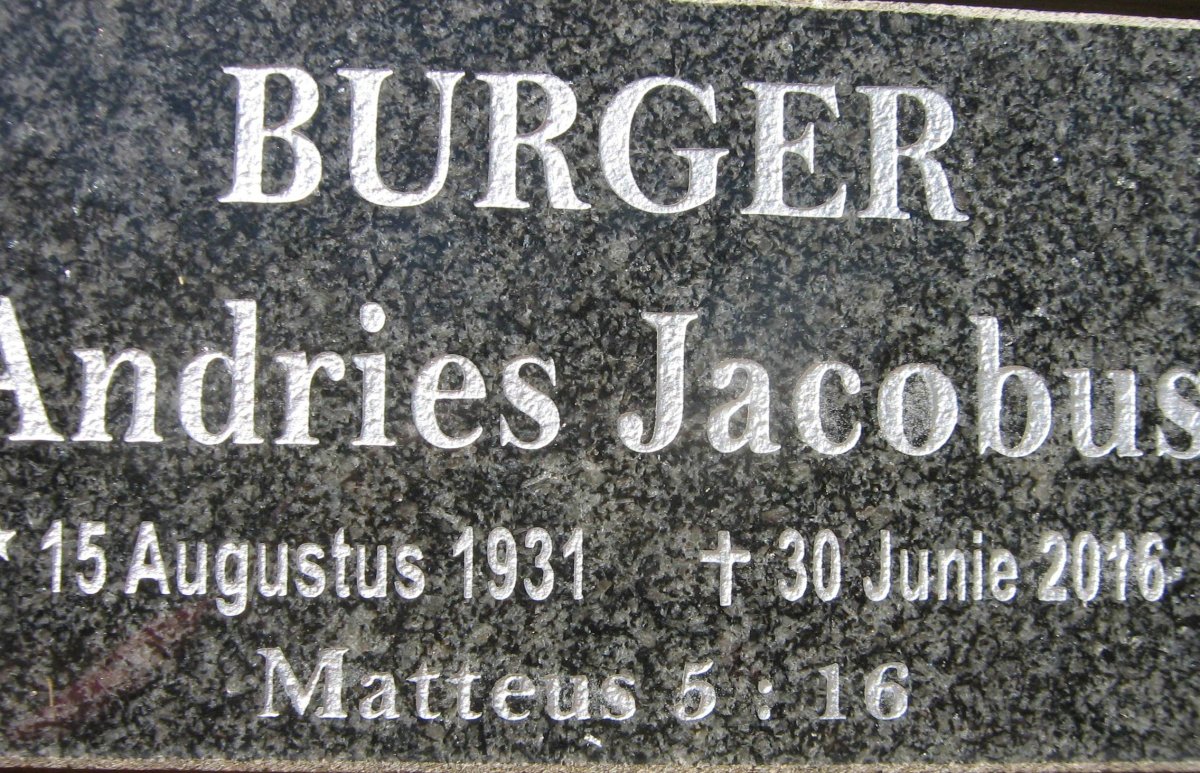 BURGER
Andries Jacobus
* 15 Augustus 1931 † 30 Junie 2016
Matteus 5 : 16